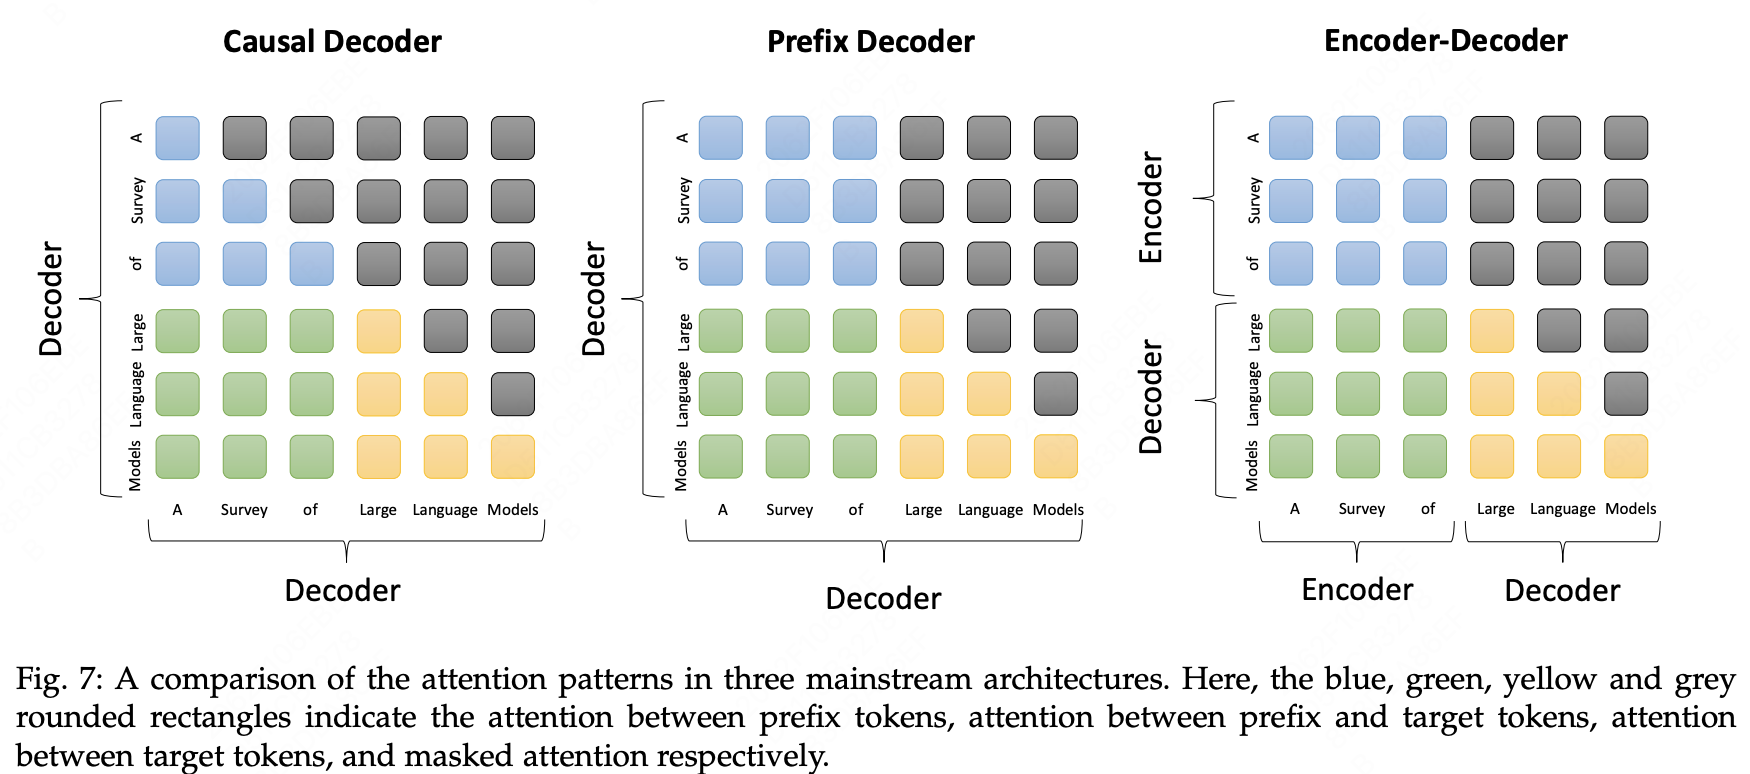 Causal Decoder
Decoder
A
Survey
of
Large
Language
Models
A Survey of Large Language Models
Decoder
Prefix Decoder
Decoder
A
Survey
of
Large
Language
Models
A Survey of Large Language Models
Decoder
Encoder-Decoder
Encoder
Decoder
A
Survey
of
Large
Language
Models
A Survey of Large Language Models
Encoder Decoder
Fig. 7: A comparison of the attention patterns in three mainstream architectures. Here, the blue, green, yellow and grey
rounded rectangles indicate the attention between prefix tokens, attention between prefix and target tokens, attention
between target tokens, and masked attention respectively.